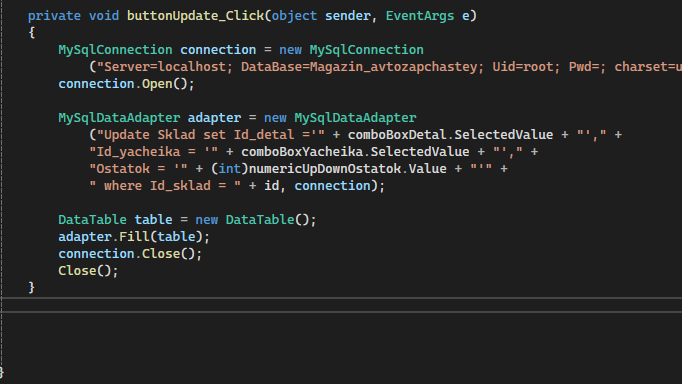 private void buttonUpdate_Click(object sender, EventArgs e)
{
MySqlConnection connection = new MySqlConnection
("Server=localhost; DataBase=Magazin_avtozapchastey; Uid=root; Pwd=; charset=u
connection.Open();
MySqlDataAdapter adapter = new MySqlDataAdapter
("Update Sklad set Id_detal ='" + comboBoxDetal.SelectedValue + "'," +
"Id_yacheika = '" + comboBoxYacheika.SelectedValue + "'," +
"Ostatok = '" + (int)numericUpDownOstatok.Value + "'" +
" where Id_sklad = " + id, connection);
DataTable table = new DataTable();
adapter.Fill(table);
connection.Close();
Close();
}
}